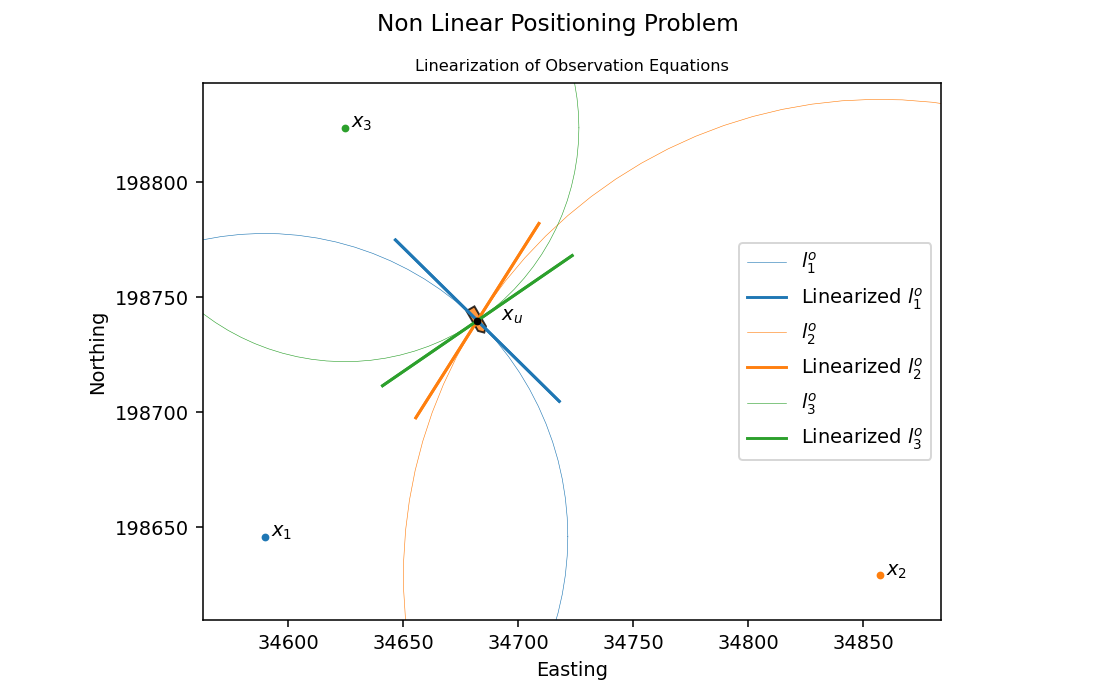 Non Linear Positioning Problem
Linearization of Observation Equations
x₃
198800
198750
198700
198650
Northing
x_u
x₁
x₂
l₁ᵒ
Linearized l₁ᵒ
l₂ᵒ
Linearized l₂ᵒ
l₃ᵒ
Linearized l₃ᵒ
34600 34650 34700 34750 34800 34850
Easting